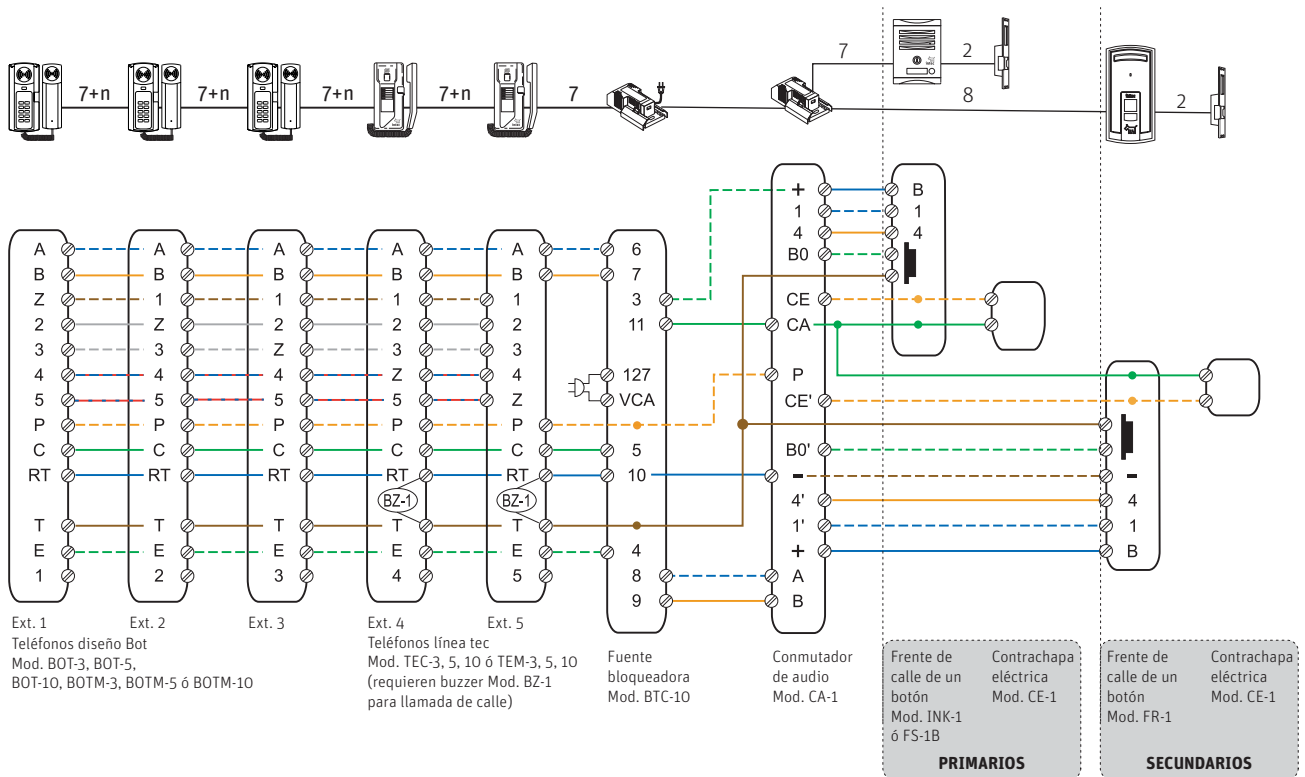 7+n
7+n
7+n
7+n
7
7
2
8
2
A
B
Z
2
3
4
5
P
C
RT
T
E
1
A
B
1
Z
3
4
5
P
C
RT
T
E
2
A
B
1
2
Z
4
5
P
C
RT
T
E
3
A
B
1
2
3
Z
5
P
C
RT
BZ-1
T
E
4
A
B
1
2
3
4
Z
P
C
RT
BZ-1
T
E
5
6
7
3
11
127
VCA
5
10
4
8
9
+
1
4
B0
CE
CA
P
CE'
B0'
-
4'
1'
+
A
B
B
1
4
-
4
1
B
Ext. 1
Ext. 2
Ext. 3
Ext. 4
Ext. 5
Teléfonos diseño Bot
Mod. BOT-3, BOT-5,
BOT-10, BOTM-3, BOTM-5 ó BOTM-10
Teléfonos línea tec
Mod. TEC-3, 5, 10 ó TEM-3, 5, 10
(requieren buzzer Mod. BZ-1
para llamada de calle)
Fuente
bloqueadora
Mod. BTC-10
Conmutador
de audio
Mod. CA-1
Frente de
calle de un
botón
Mod. INK-1
ó FS-1B
Contrachapa
eléctrica
Mod. CE-1
PRIMARIOS
Frente de
calle de un
botón
Mod. FR-1
Contrachapa
eléctrica
Mod. CE-1
SECUNDARIOS